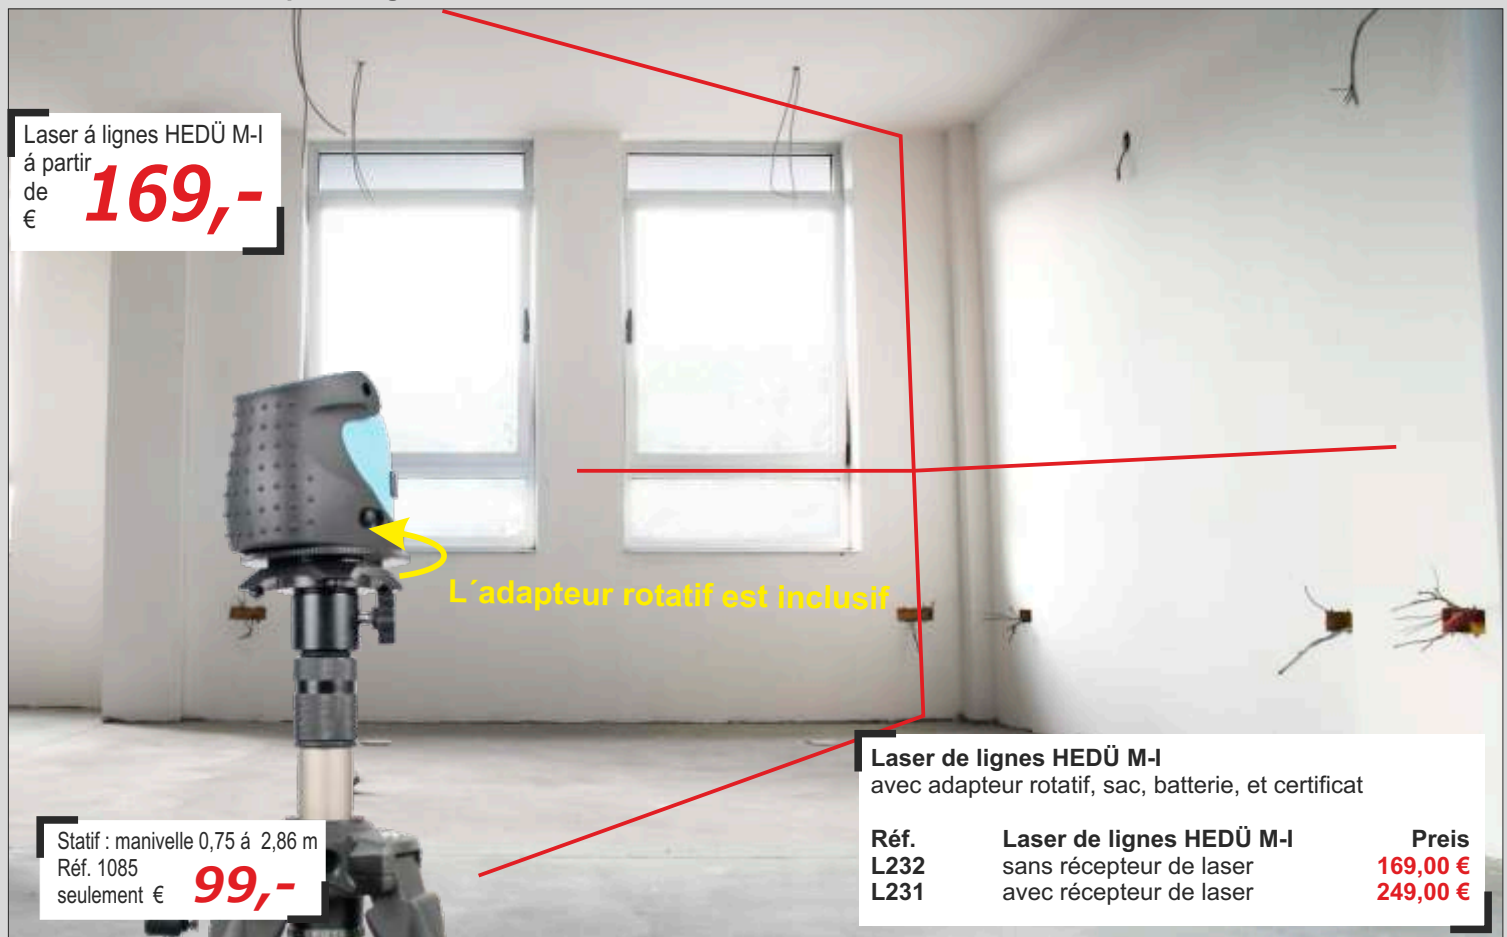 Laser á lignes HEDÜ M-I
á partir
de
€ 169,-
L´adapteur rotatif est inclusif
Statif : manivelle 0,75 á 2,86 m
Réf. 1085
seulement € 99,-
Laser de lignes HEDÜ M-I
avec adapteur rotatif, sac, batterie, et certificat
Réf. Laser de lignes HEDÜ M-I Preis
L232 sans récepteur de laser 169,00 €
L231 avec récepteur de laser 249,00 €